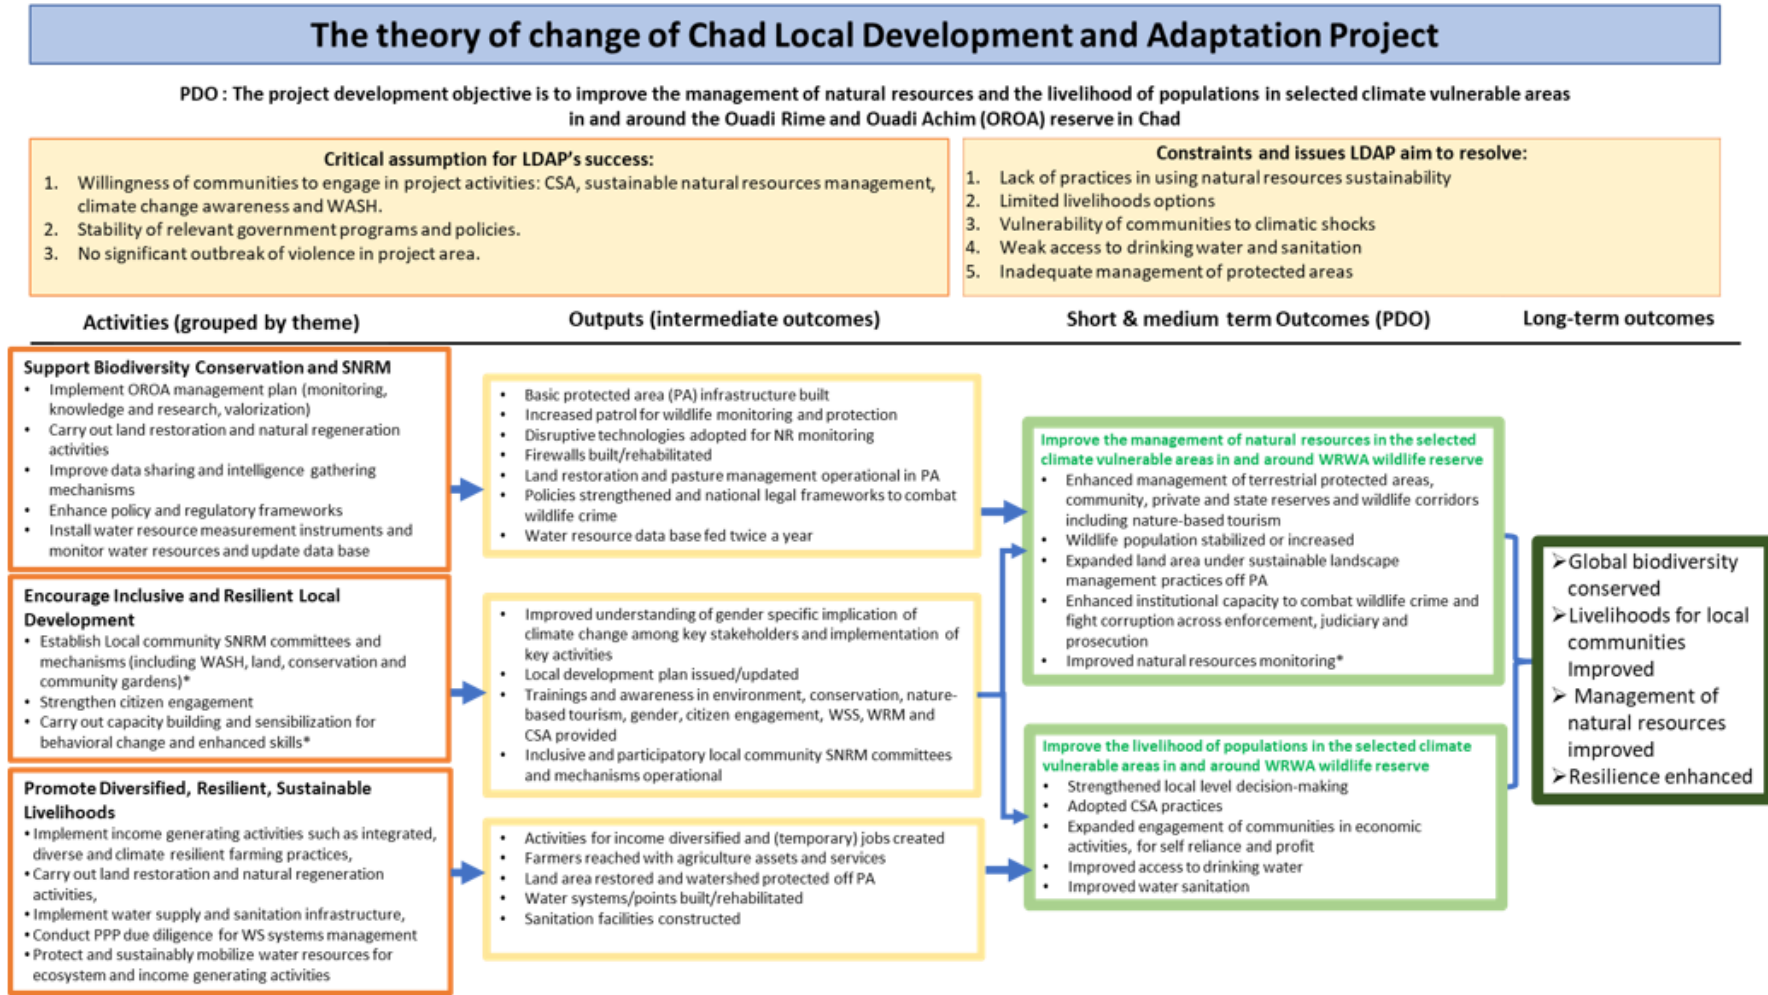 The theory of change of Chad Local Development and Adaptation Project
PDO : The project development objective is to improve the management of natural resources and the livelihood of populations in selected climate vulnerable areas
in and around the Ouadi Rime and Ouadi Achim (OROA) reserve in Chad
Critical assumption for LDAP's success:
1. Willingness of communities to engage in project activities: CSA, sustainable natural resources management,
climate change awareness and WASH.
2. Stability of relevant government programs and policies.
3. No significant outbreak of violence in project area.
Constraints and issues LDAP aim to resolve:
1. Lack of practices in using natural resources sustainability
2. Limited livelihoods options
3. Vulnerability of communities to climatic shocks
4. Weak access to drinking water and sanitation
5. Inadequate management of protected areas
Activities (grouped by theme)
Outputs (intermediate outcomes)
Short & medium term Outcomes (PDO)
Long-term outcomes
Support Biodiversity Conservation and SNRM
• Implement OROA management plan (monitoring,
knowledge and research, valorization)
• Carry out land restoration and natural regeneration
activities
• Improve data sharing and intelligence gathering
mechanisms
• Enhance policy and regulatory frameworks
• Install water resource measurement instruments and
monitor water resources and update data base
Encourage Inclusive and Resilient Local
Development
• Establish Local community SNRM committees and
mechanisms (including WASH, land, conservation and
community gardens)*
• Strengthen citizen engagement
• Carry out capacity building and sensibilization for
behavioral change and enhanced skills*
Promote Diversified, Resilient, Sustainable
Livelihoods
• Implement income generating activities such as integrated,
diverse and climate resilient farming practices,
• Carry out land restoration and natural regeneration
activities,
• Implement water supply and sanitation infrastructure,
• Conduct PPP due diligence for WS systems management
• Protect and sustainably mobilize water resources for
ecosystem and income generating activities
• Basic protected area (PA) infrastructure built
• Increased patrol for wildlife monitoring and protection
• Disruptive technologies adopted for NR monitoring
• Firewalls built/rehabilitated
• Land restoration and pasture management operational in PA
• Policies strengthened and national legal frameworks to combat
wildlife crime
• Water resource data base fed twice a year
• Improved understanding of gender specific implication of
climate change among key stakeholders and implementation of
key activities
• Local development plan issued/updated
• Trainings and awareness in environment, conservation, nature-
based tourism, gender, citizen engagement, WSS, WRM and
CSA provided
• Inclusive and participatory local community SNRM committees
and mechanisms operational
• Activities for income diversified and (temporary) jobs created
• Farmers reached with agriculture assets and services
• Land area restored and watershed protected off PA
• Water systems/points built/rehabilitated
• Sanitation facilities constructed
Improve the management of natural resources in the selected
climate vulnerable areas in and around WRWA wildlife reserve
• Enhanced management of terrestrial protected areas,
community, private and state reserves and wildlife corridors
including nature-based tourism
• Wildlife population stabilized or increased
• Expanded land area under sustainable landscape
management practices off PA
• Enhanced institutional capacity to combat wildlife crime and
fight corruption across enforcement, judiciary and
prosecution
• Improved natural resources monitoring*
Improve the livelihood of populations in the selected climate
vulnerable areas in and around WRWA wildlife reserve
• Strengthened local level decision-making
• Adopted CSA practices
• Expanded engagement of communities in economic
activities, for self reliance and profit
• Improved access to drinking water
• Improved water sanitation
➢Global biodiversity
conserved
➢Livelihoods for local
communities
Improved
➢ Management of
natural resources
improved
➢Resilience enhanced